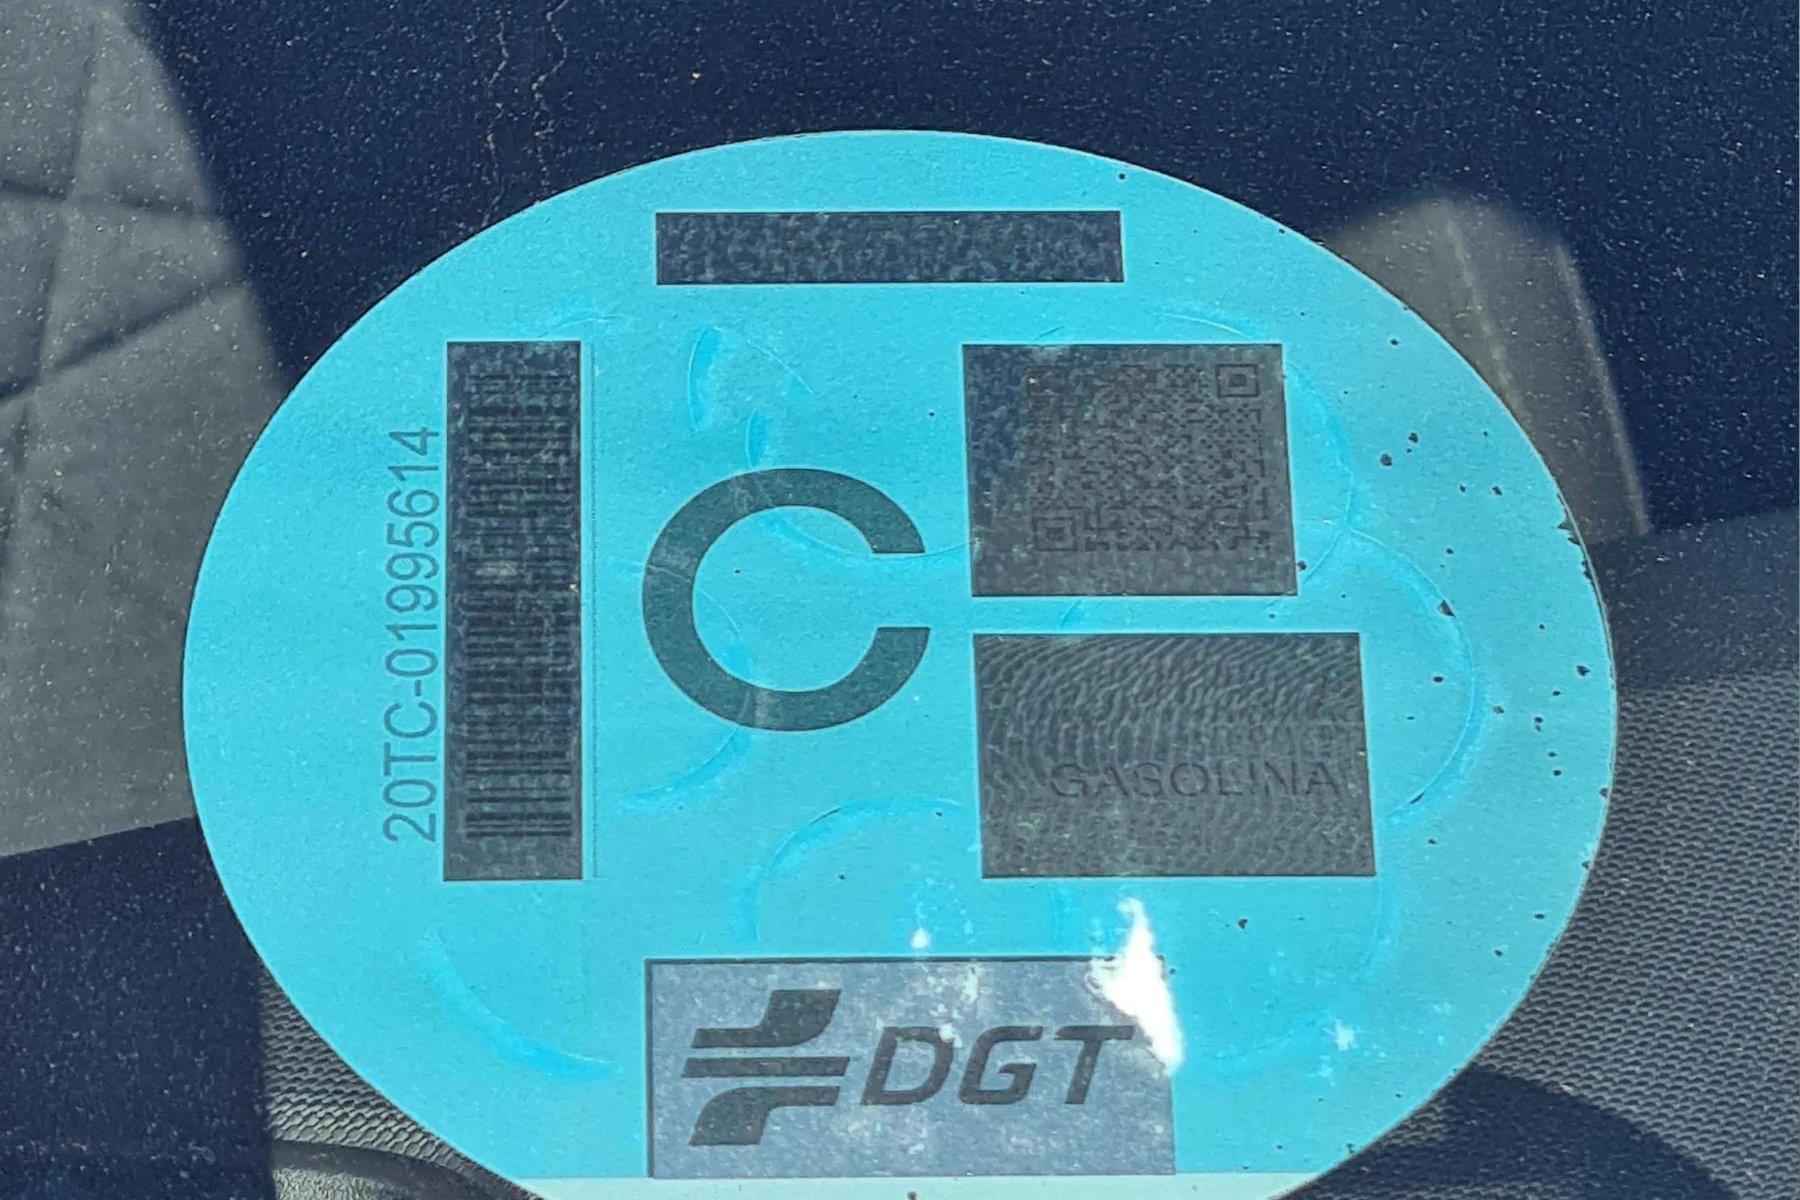 20TC-01995614
C
GASOLINA
DGT